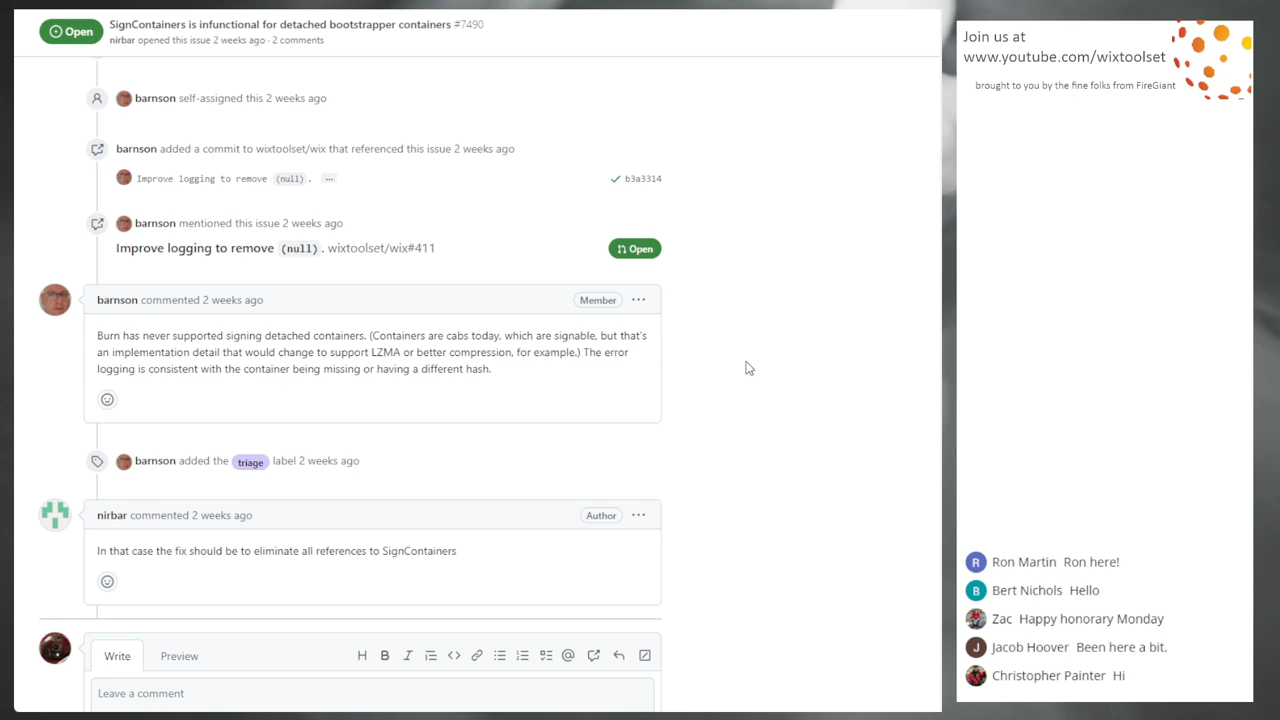 Open
SignContainers is infunctional for detached bootstrapper containers #7490
nirbar opened this issue 2 weeks ago · 2 comments
barnson self-assigned this 2 weeks ago
barnson added a commit to wixtoolset/wix that referenced this issue 2 weeks ago
Improve logging to remove (null). ... b3a3314
barnson mentioned this issue 2 weeks ago
Improve logging to remove (null). wixtoolset/wix#411 Open
barnson commented 2 weeks ago Member ...
Burn has never supported signing detached containers. (Containers are cabs today, which are signable, but that's
an implementation detail that would change to support LZMA or better compression, for example.) The error
logging is consistent with the container being missing or having a different hash.
barnson added the triage label 2 weeks ago
nirbar commented 2 weeks ago Author ...
In that case the fix should be to eliminate all references to SignContainers
Write Preview
Leave a comment
Join us at
www.youtube.com/wixtoolset
brought to you by the fine folks from FireGiant
R Ron Martin Ron here!
B Bert Nichols Hello
Zac Happy honorary Monday
J Jacob Hoover Been here a bit.
Christopher Painter Hi